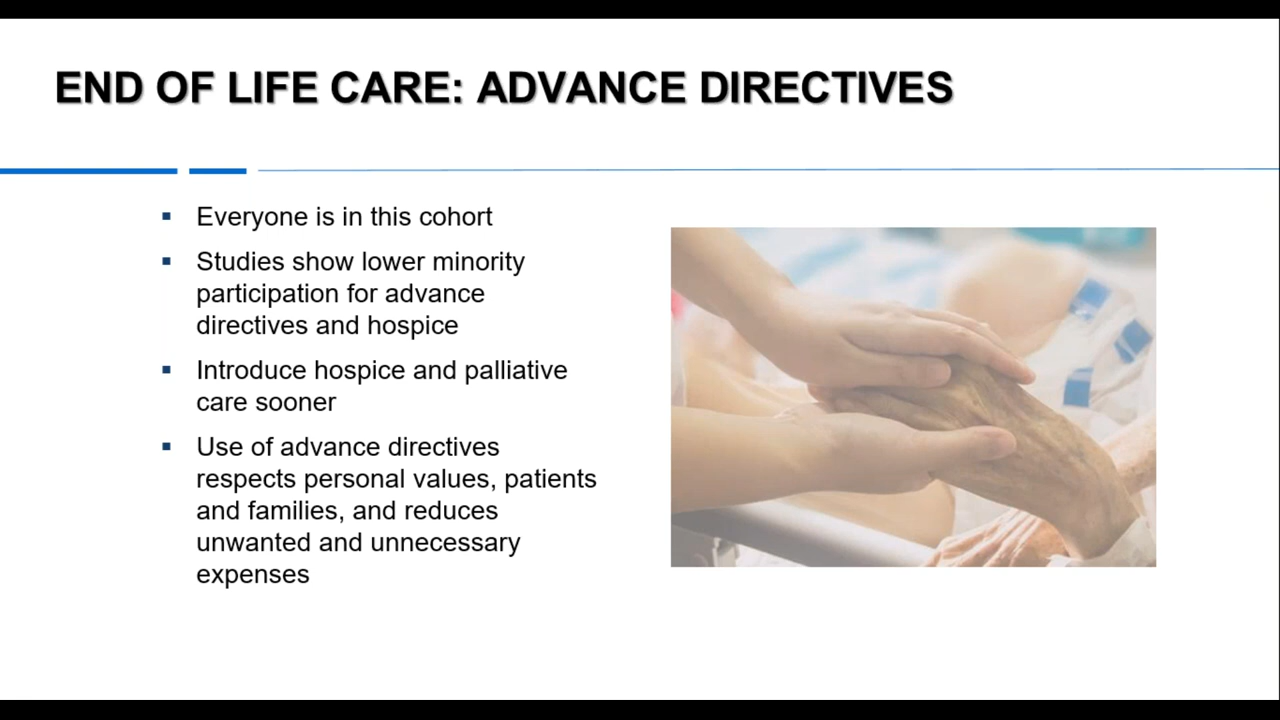 END OF LIFE CARE: ADVANCE DIRECTIVES
Everyone is in this cohort
Studies show lower minority
participation for advance
directives and hospice
Introduce hospice and palliative
care sooner
Use of advance directives
respects personal values, patients
and families, and reduces
unwanted and unnecessary
expenses